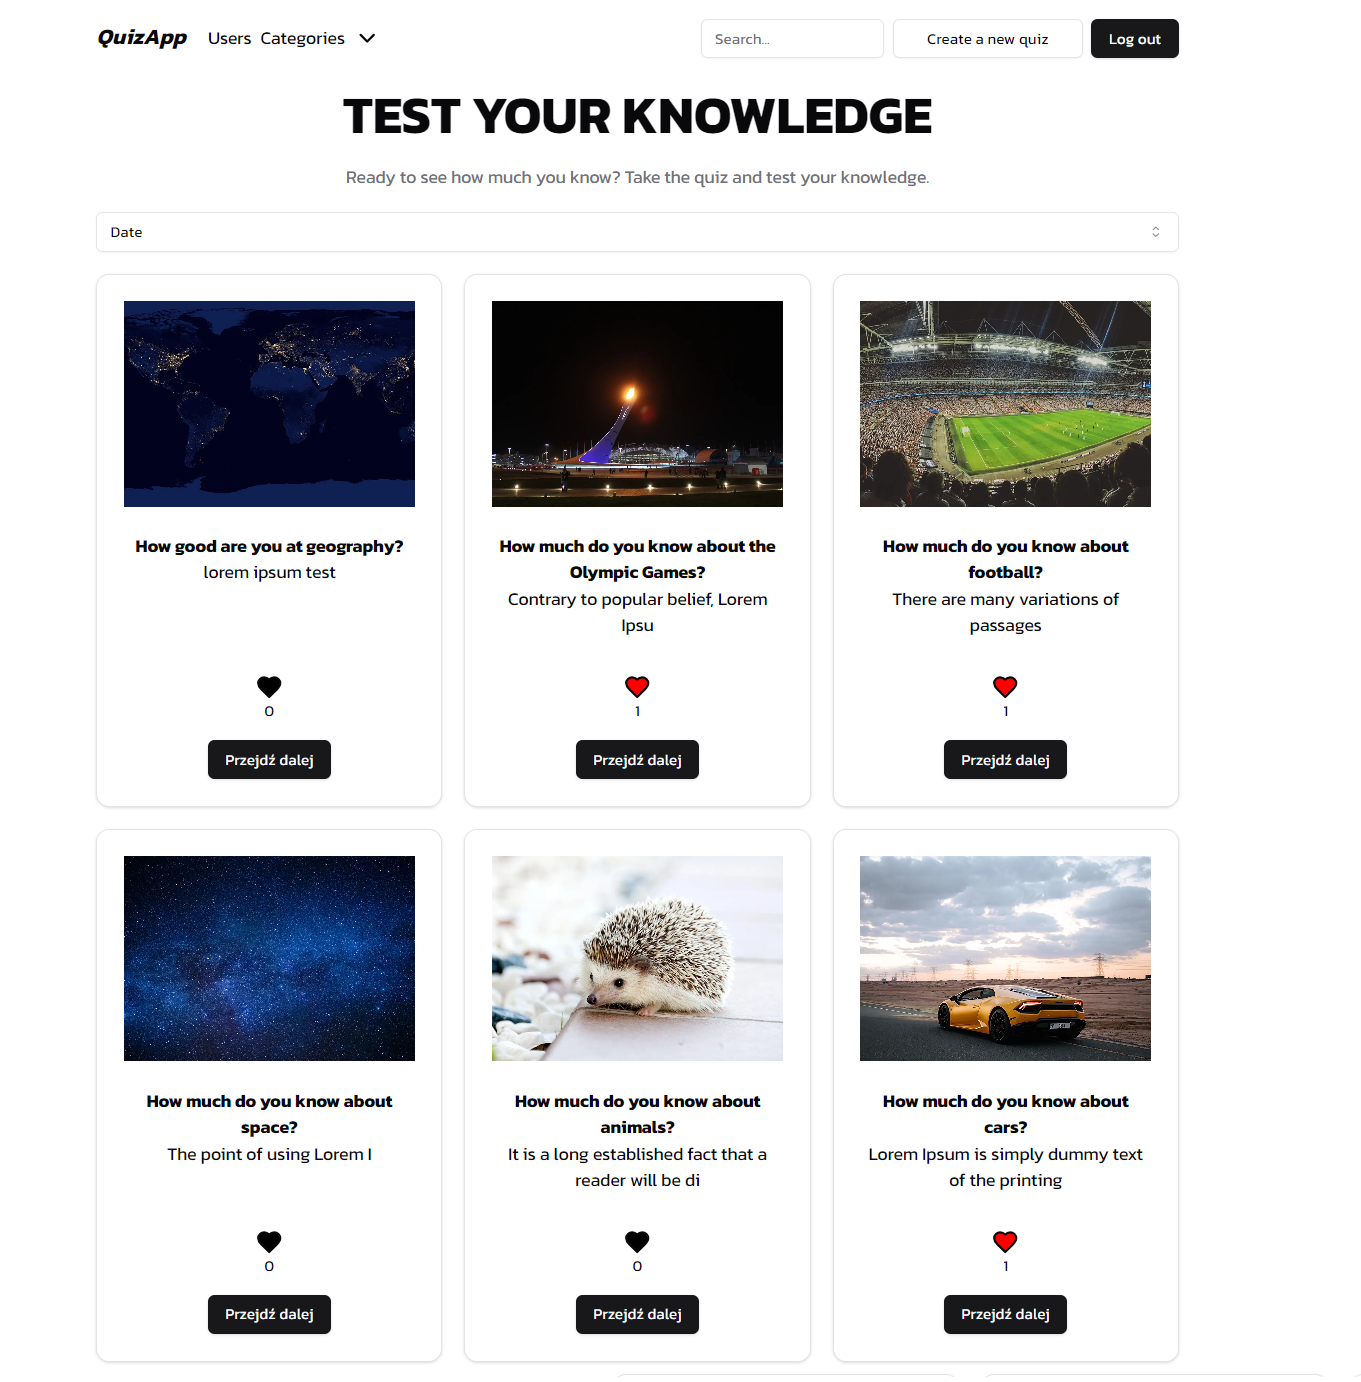 QuizApp Users Categories Search... Create a new quiz Log out
TEST YOUR KNOWLEDGE
Ready to see how much you know? Take the quiz and test your knowledge.
Date
How good are you at geography?
lorem ipsum test
0
Przejdź dalej
How much do you know about the
Olympic Games?
Contrary to popular belief, Lorem
Ipsu
1
Przejdź dalej
How much do you know about
football?
There are many variations of
passages
1
Przejdź dalej
How much do you know about
space?
The point of using Lorem I
0
Przejdź dalej
How much do you know about
animals?
It is a long established fact that a
reader will be di
0
Przejdź dalej
How much do you know about
cars?
Lorem Ipsum is simply dummy text
of the printing
1
Przejdź dalej